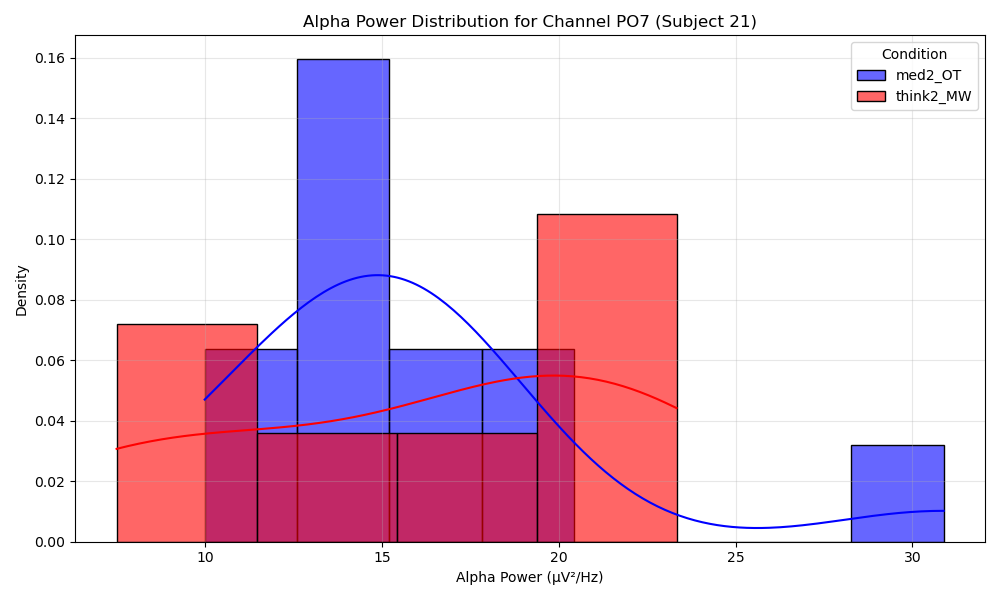 Alpha Power Distribution for Channel PO7 (Subject 21)
Condition
med2_OT
think2_MW
0.16
0.14
0.12
0.10
0.08
0.06
0.04
0.02
0.00
Density
10 15 20 25 30
Alpha Power (μV²/Hz)